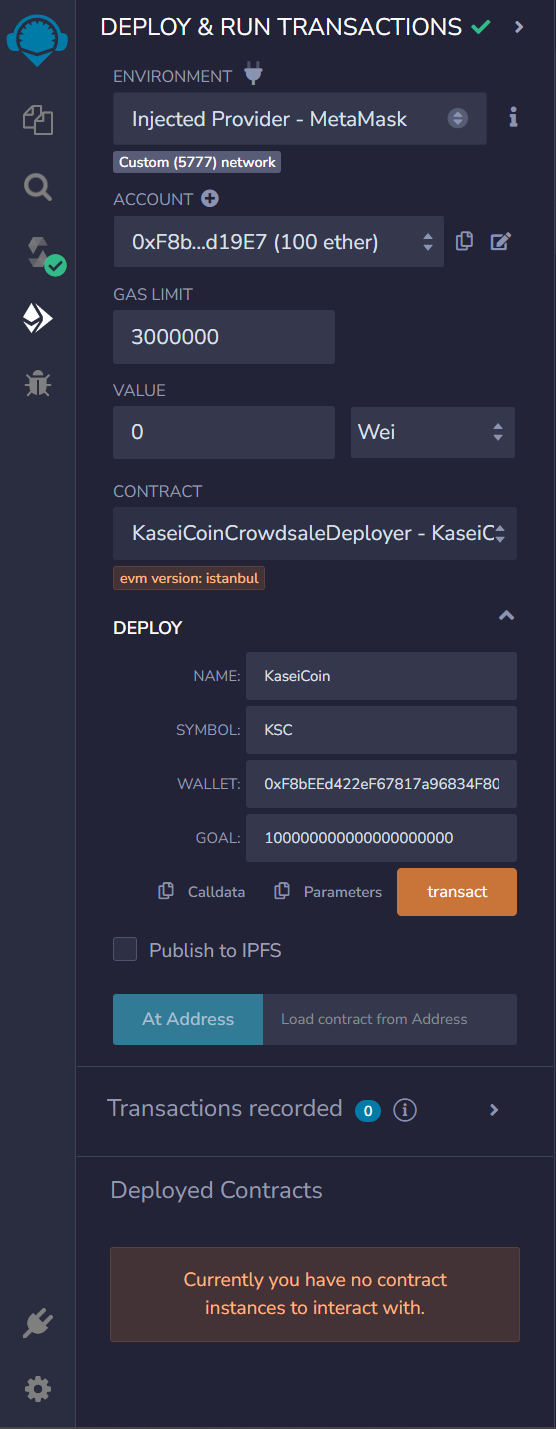 DEPLOY & RUN TRANSACTIONS
ENVIRONMENT
Injected Provider - MetaMask
Custom (5777) network
ACCOUNT
0xF8b...d19E7 (100 ether)
GAS LIMIT
3000000
VALUE
0 Wei
CONTRACT
KaseiCoinCrowdsaleDeployer - KaseiC
evm version: istanbul
DEPLOY
NAME: KaseiCoin
SYMBOL: KSC
WALLET: 0xF8bEEd422eF67817a96834F80
GOAL: 100000000000000000000
Calldata Parameters transact
Publish to IPFS
At Address Load contract from Address
Transactions recorded 0
Deployed Contracts
Currently you have no contract
instances to interact with.